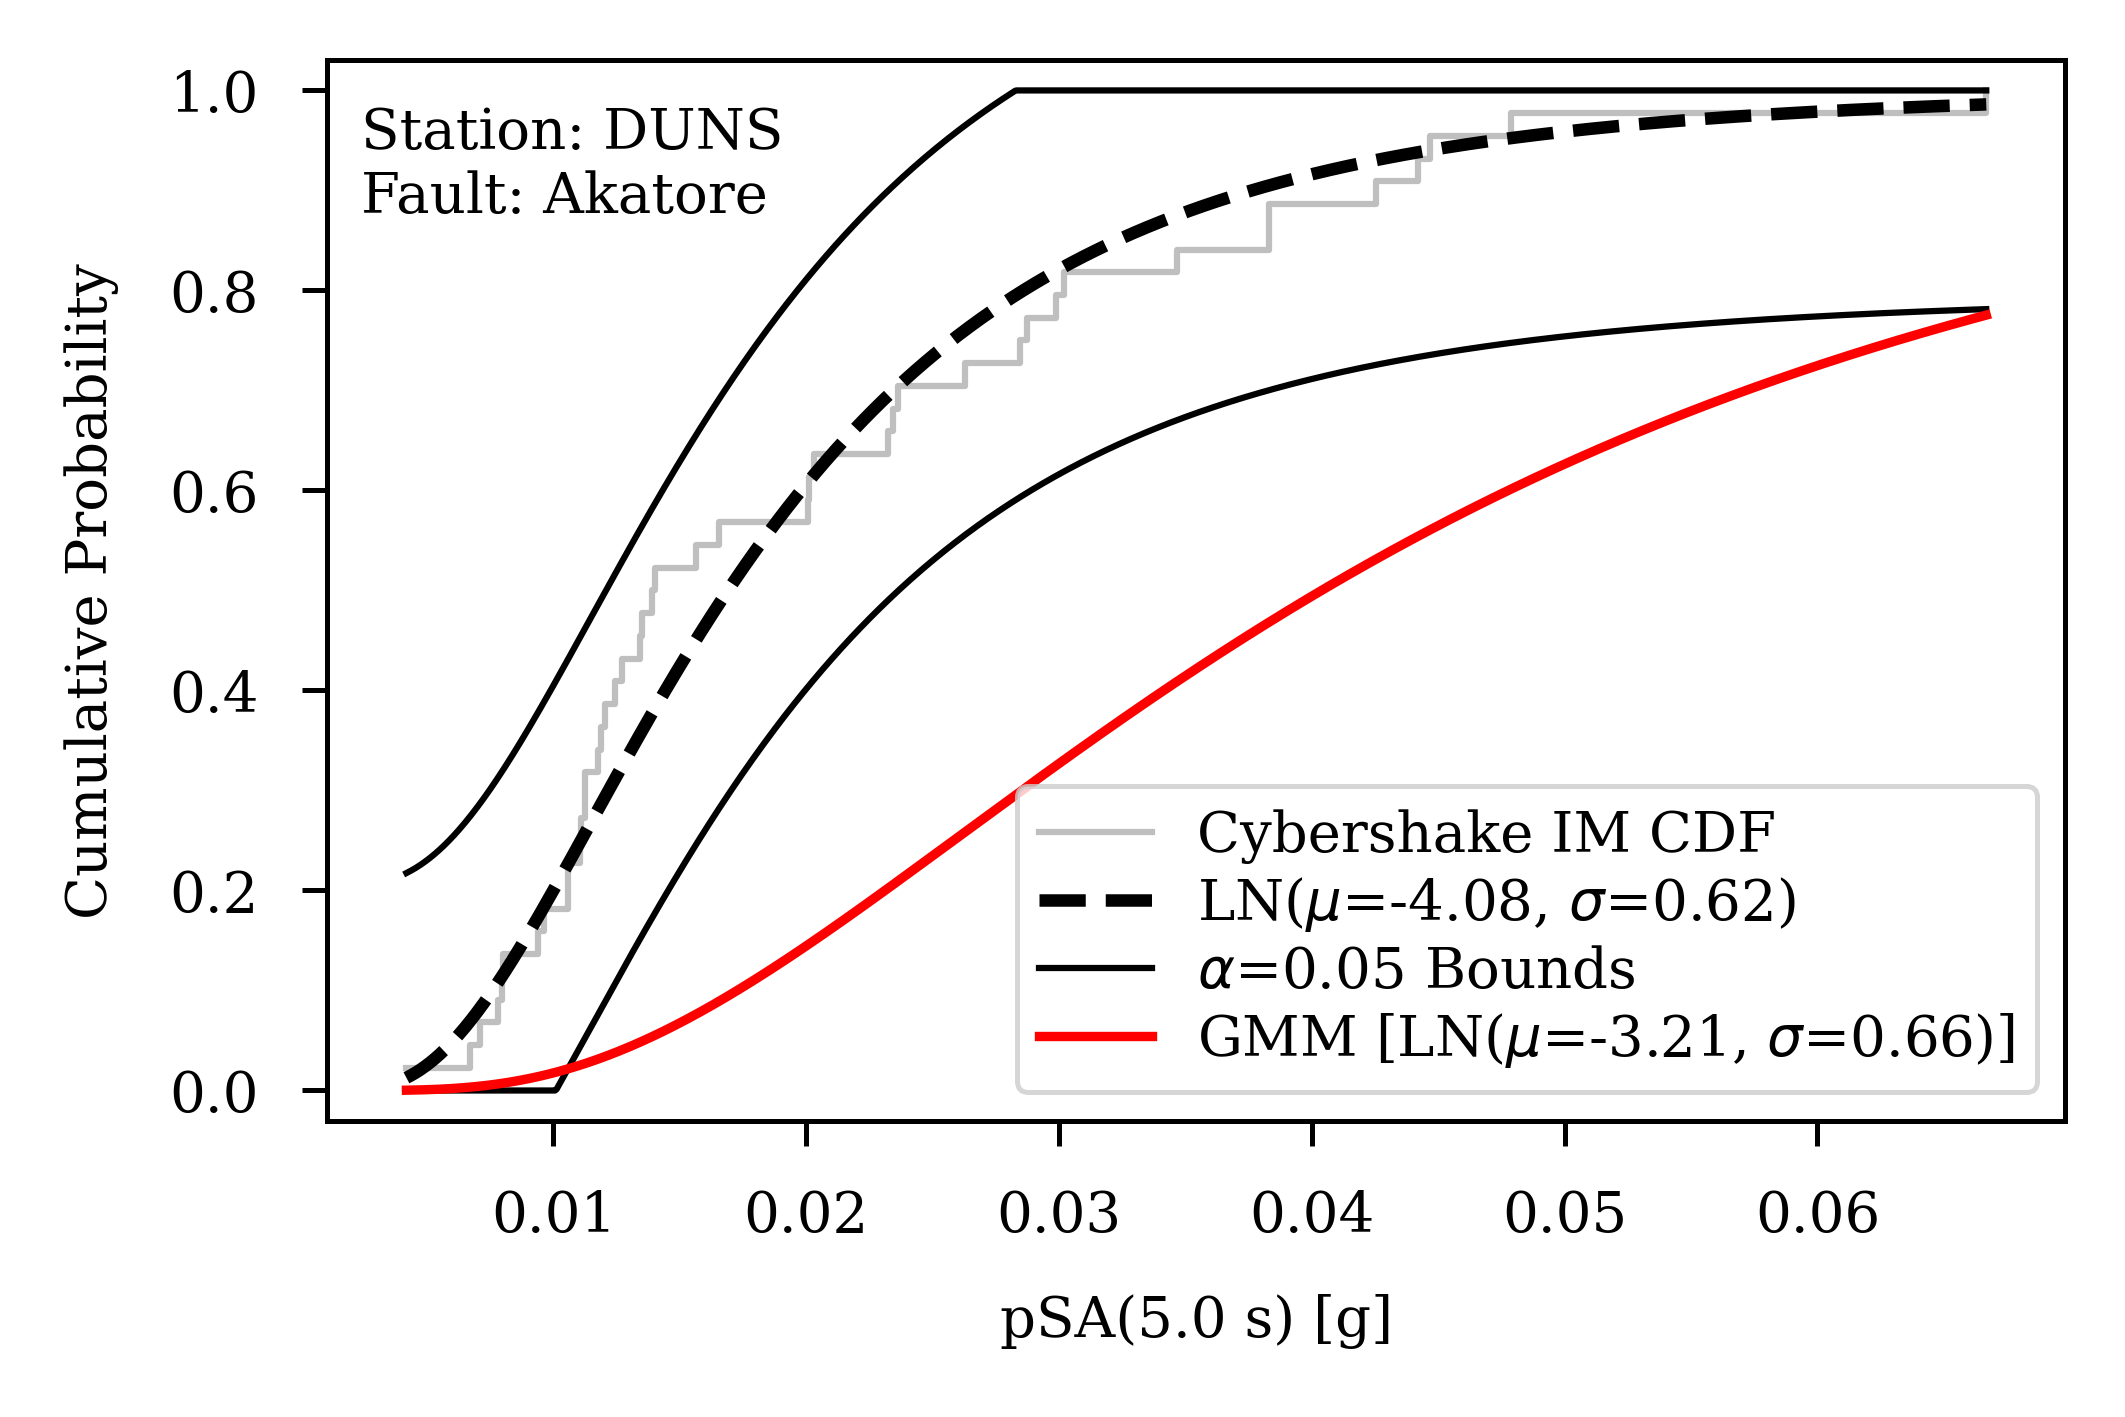 Station: DUNS
Fault: Akatore
Cumulative Probability
1.0
0.8
0.6
0.4
0.2
0.0
Cybershake IM CDF
LN(μ=-4.08, σ=0.62)
α=0.05 Bounds
GMM [LN(μ=-3.21, σ=0.66)]
0.01 0.02 0.03 0.04 0.05 0.06
pSA(5.0 s) [g]